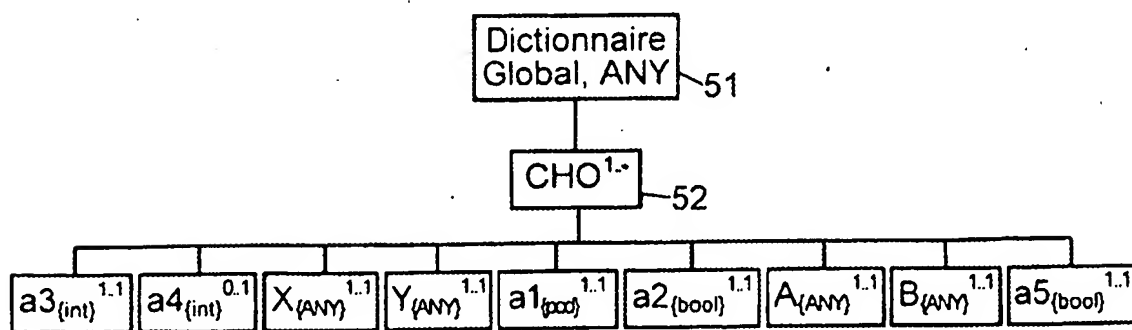 Dictionnaire
Global, ANY
51
CHO1..*
52
a3{int}1..1 a4{int}0..1 X{ANY}1..1 Y{ANY}1..1 a1{pcd}1..1 a2{bool}1..1 A{ANY}1..1 B{ANY}1..1 a5{bool}1..1